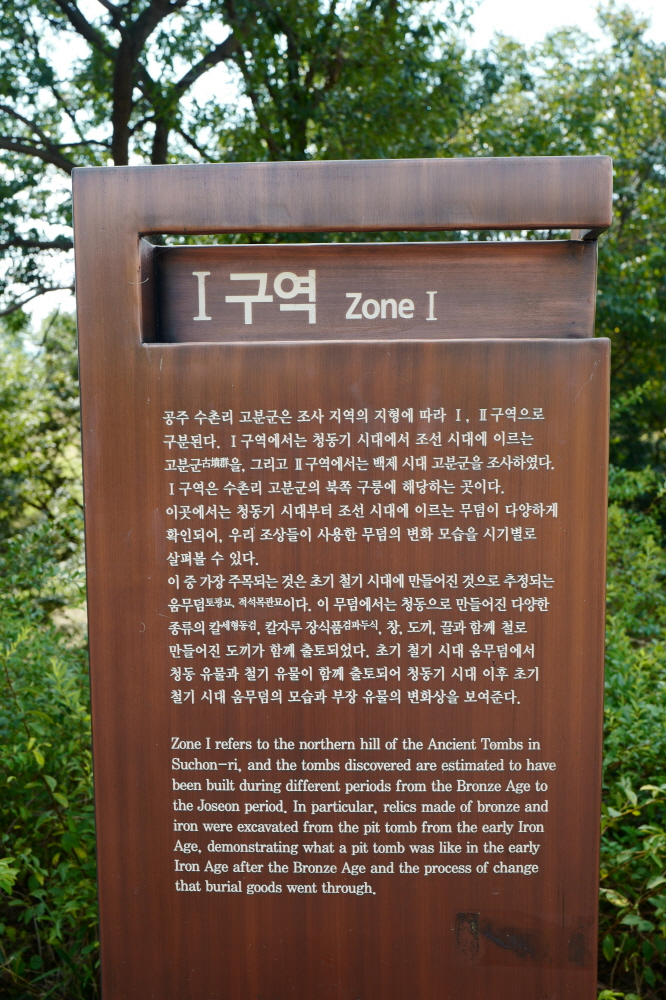 Ⅰ구역 Zone Ⅰ
공주 수촌리 고분군은 조사 지역의 지형에 따라 Ⅰ, Ⅱ구역으로
구분된다. Ⅰ구역에서는 청동기 시대에서 조선 시대에 이르는
고분군古墳群을, 그리고 Ⅱ구역에서는 백제 시대 고분군을 조사하였다.
Ⅰ구역은 수촌리 고분군의 북쪽 구릉에 해당하는 곳이다.
이곳에서는 청동기 시대부터 조선 시대에 이르는 무덤이 다양하게
확인되어, 우리 조상들이 사용한 무덤의 변화 모습을 시기별로
살펴볼 수 있다.
이 중 가장 주목되는 것은 초기 철기 시대에 만들어진 것으로 추정되는
움무덤토광묘, 적석목관묘이다. 이 무덤에서는 청동으로 만들어진 다양한
종류의 칼세형동검, 칼자루 장식품검파두식, 창, 도끼, 끌과 함께 철로
만들어진 도끼가 함께 출토되었다. 초기 철기 시대 움무덤에서
청동 유물과 철기 유물이 함께 출토되어 청동기 시대 이후 초기
철기 시대 움무덤의 모습과 부장 유물의 변화상을 보여준다.
Zone Ⅰ refers to the northern hill of the Ancient Tombs in
Suchon-ri, and the tombs discovered are estimated to have
been built during different periods from the Bronze Age to
the Joseon period. In particular, relics made of bronze and
iron were excavated from the pit tomb from the early Iron
Age, demonstrating what a pit tomb was like in the early
Iron Age after the Bronze Age and the process of change
that burial goods went through.